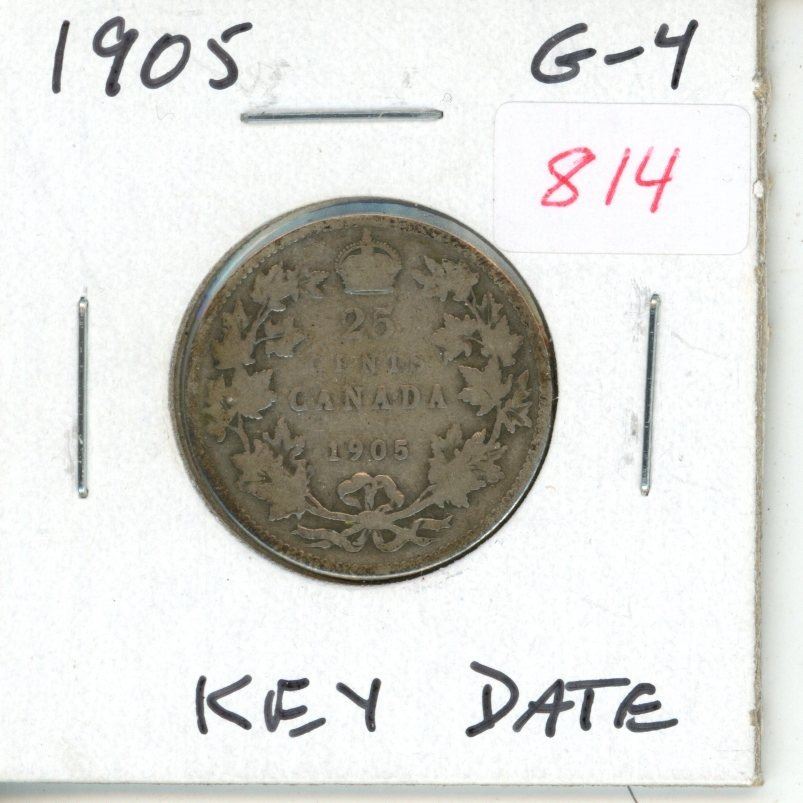 1905 G-4
814
25
CENTS
CANADA
1905
KEY DATE